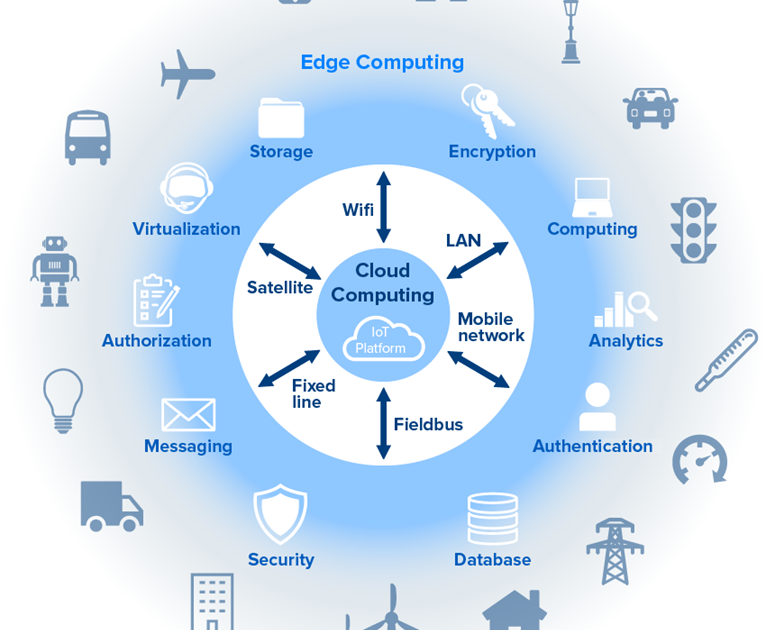 Edge Computing
Storage
Encryption
Virtualization
Computing
Wifi
LAN
Satellite
Cloud
Computing
IoT
Platform
Mobile
network
Authorization
Analytics
Fixed
line
Fieldbus
Messaging
Authentication
Security
Database